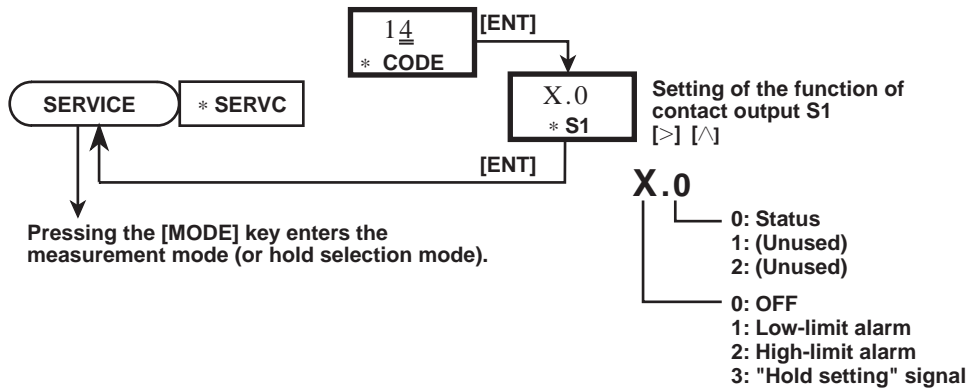 14
* CODE
[ENT]
SERVICE
* SERVC
X.0
* S1
Setting of the function of
contact output S1
[>] [∧]
[ENT]
Pressing the [MODE] key enters the
measurement mode (or hold selection mode).
X.0
0: Status
1: (Unused)
2: (Unused)
0: OFF
1: Low-limit alarm
2: High-limit alarm
3: "Hold setting" signal